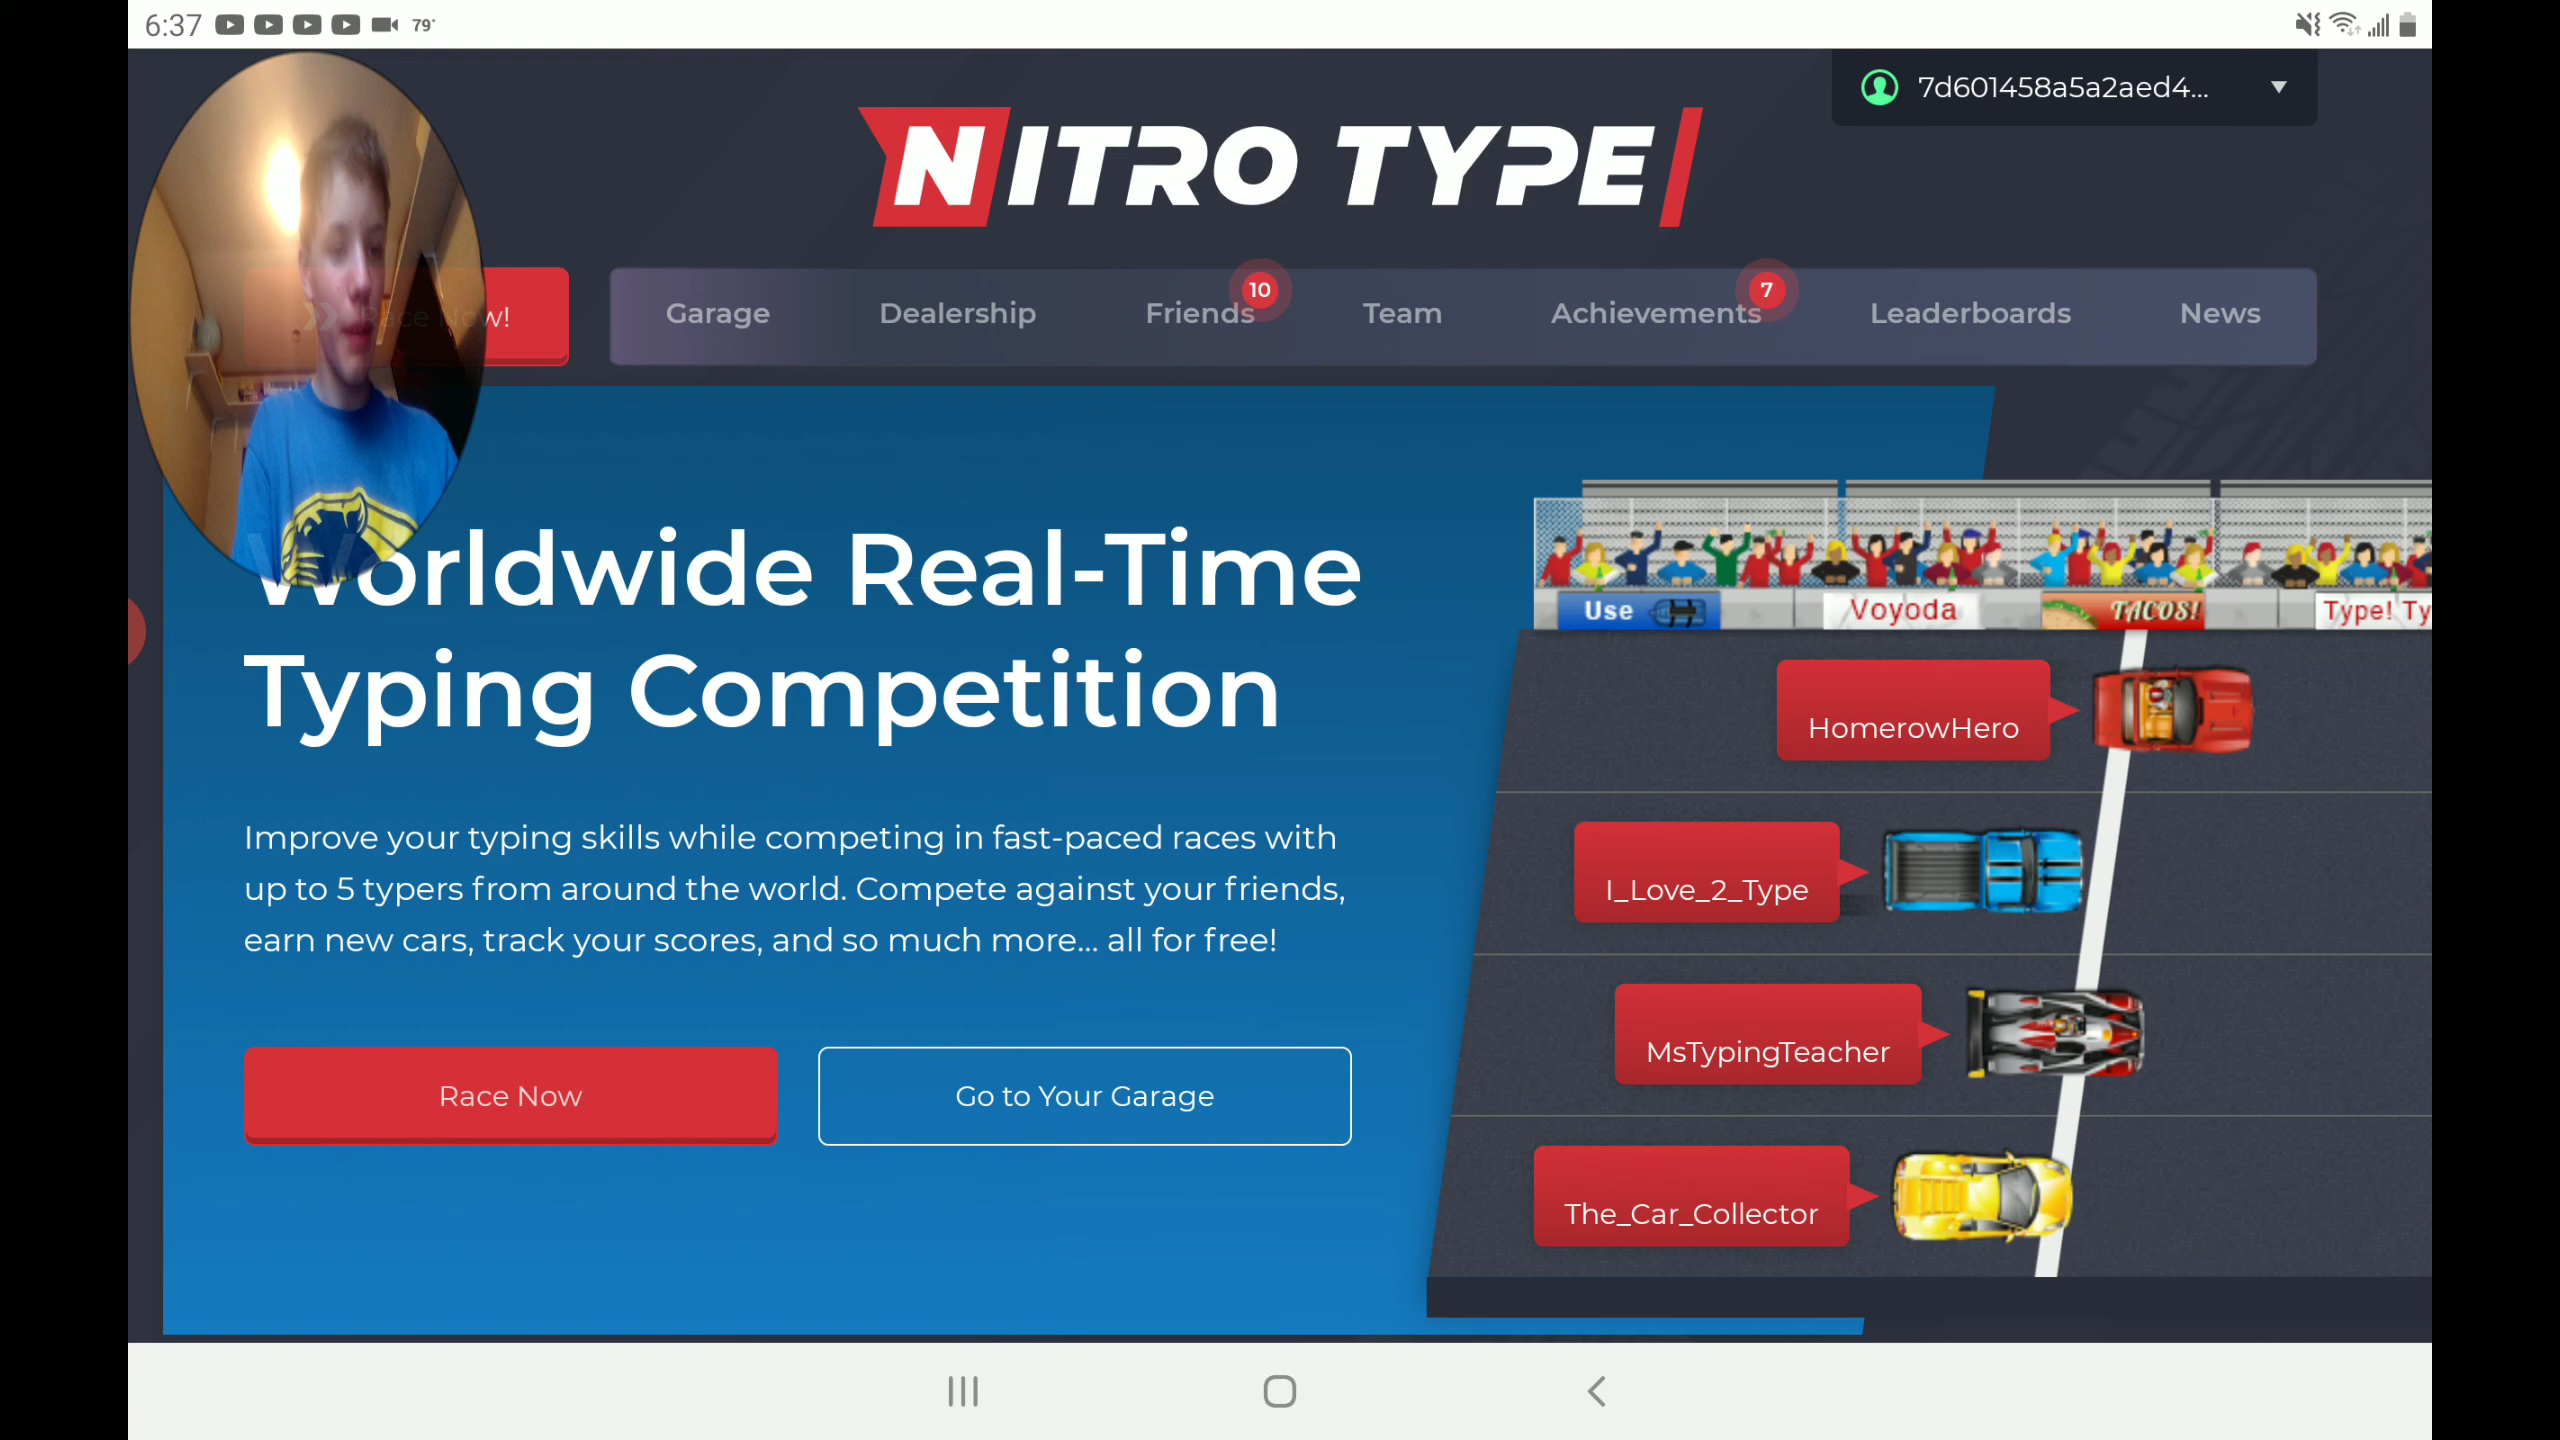 6:37 79°
7d601458a5a2aed4...
NITRO TYPE
Race Now!
Garage Dealership Friends 10 Team Achievements 7 Leaderboards News
Worldwide Real-Time
Typing Competition
Improve your typing skills while competing in fast-paced races with
up to 5 typers from around the world. Compete against your friends,
earn new cars, track your scores, and so much more... all for free!
Race Now
Go to Your Garage
Use
Voyoda
TACOS!
Type! Ty
HomerowHero
I_Love_2_Type
MsTypingTeacher
The_Car_Collector